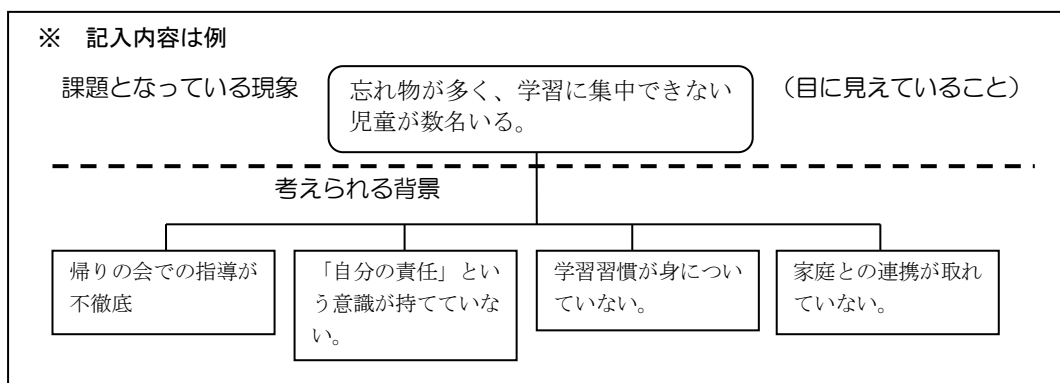 ※　記入内容は例
課題となっている現象
忘れ物が多く、学習に集中できない
児童が数名いる。
（目に見えていること）
考えられる背景
帰りの会での指導が
不徹底
「自分の責任」とい
う意識が持てていな
い。
学習習慣が身につい
ていない。
家庭との連携が取れ
ていない。